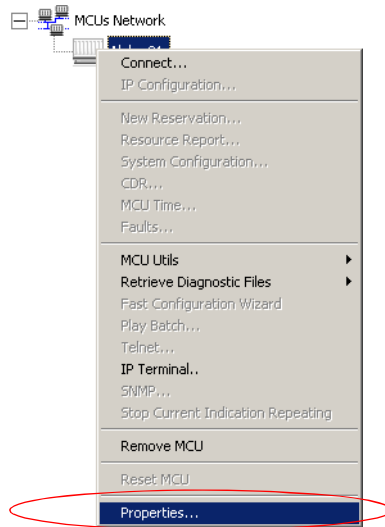 MCUs Network
Connect...
IP Configuration...
New Reservation...
Resource Report...
System Configuration...
CDR...
MCU Time...
Faults...
MCU Utils
Retrieve Diagnostic Files
Fast Configuration Wizard
Play Batch...
Telnet...
IP Terminal..
SNMP...
Stop Current Indication Repeating
Remove MCU
Reset MCU
Properties...